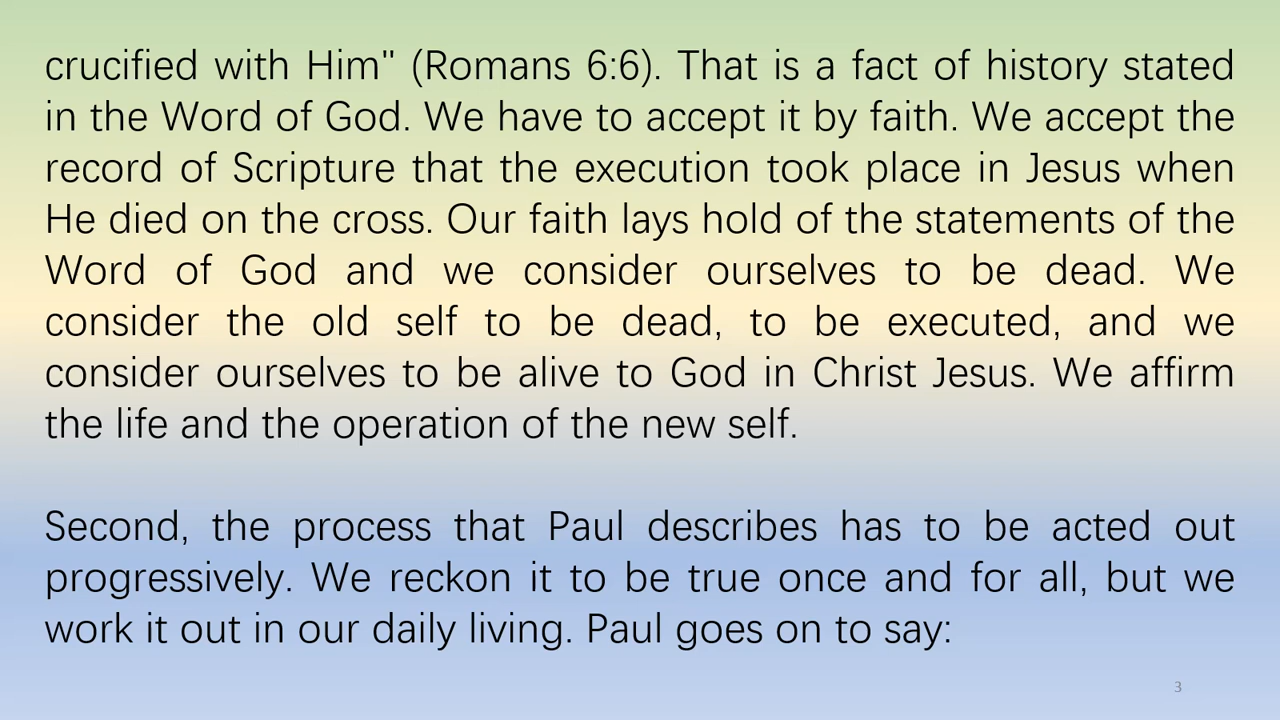 crucified with Him" (Romans 6:6). That is a fact of history stated
in the Word of God. We have to accept it by faith. We accept the
record of Scripture that the execution took place in Jesus when
He died on the cross. Our faith lays hold of the statements of the
Word of God and we consider ourselves to be dead. We
consider the old self to be dead, to be executed, and we
consider ourselves to be alive to God in Christ Jesus. We affirm
the life and the operation of the new self.
Second, the process that Paul describes has to be acted out
progressively. We reckon it to be true once and for all, but we
work it out in our daily living. Paul goes on to say:
3